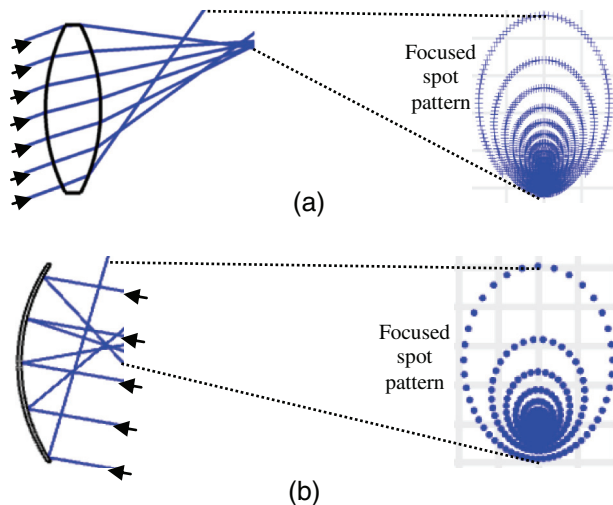 Focused
spot
pattern
(a)
Focused
spot
pattern
(b)